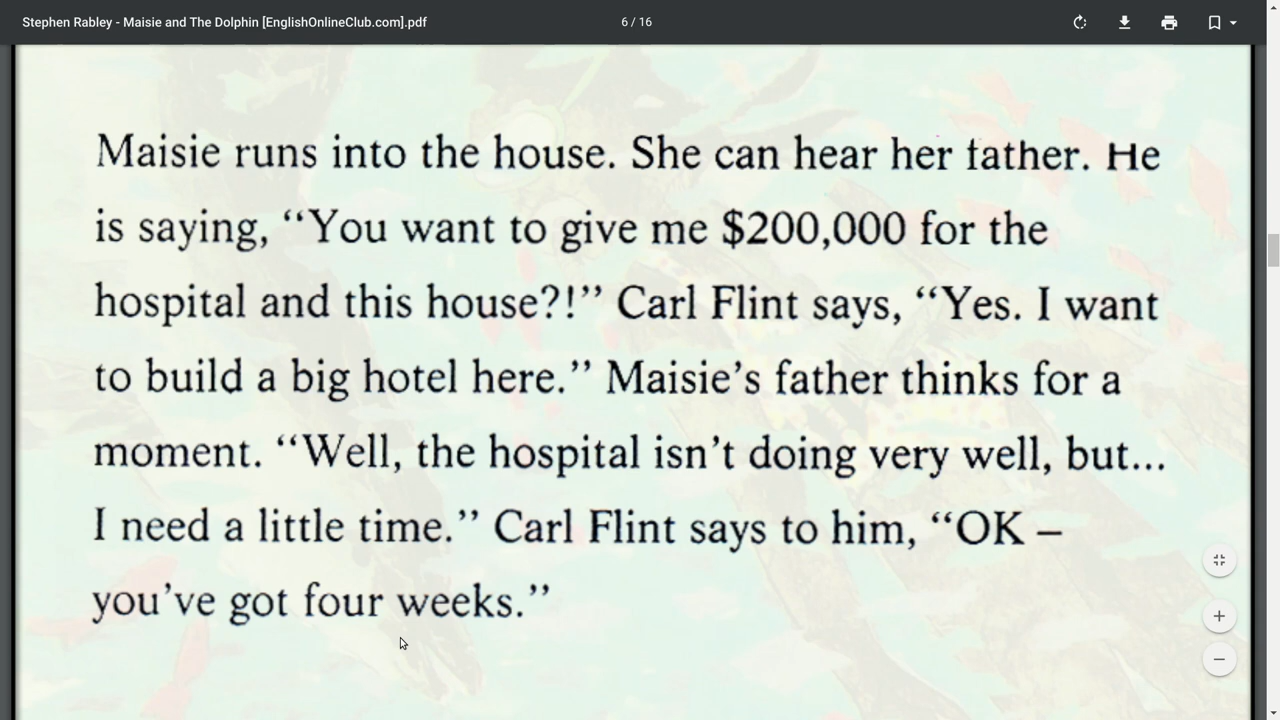 Stephen Rabley - Maisie and The Dolphin [EnglishOnlineClub.com].pdf
6 / 16
Maisie runs into the house. She can hear her father. He
is saying, “You want to give me $200,000 for the
hospital and this house?!” Carl Flint says, “Yes. I want
to build a big hotel here.” Maisie’s father thinks for a
moment. “Well, the hospital isn’t doing very well, but...
I need a little time.” Carl Flint says to him, “OK –
you’ve got four weeks.”